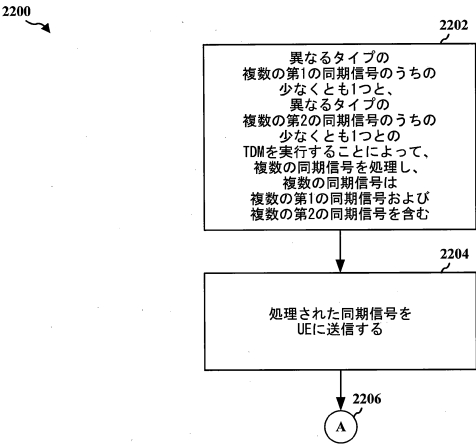 2200
2202
異なるタイプの
複数の第1の同期信号のうちの
少なくとも1つと、
異なるタイプの
複数の第2の同期信号のうちの
少なくとも1つとの
TDMを実行することによって、
複数の同期信号を処理し、
複数の同期信号は
複数の第1の同期信号および
複数の第2の同期信号を含む
2204
処理された同期信号を
UEに送信する
2206
A